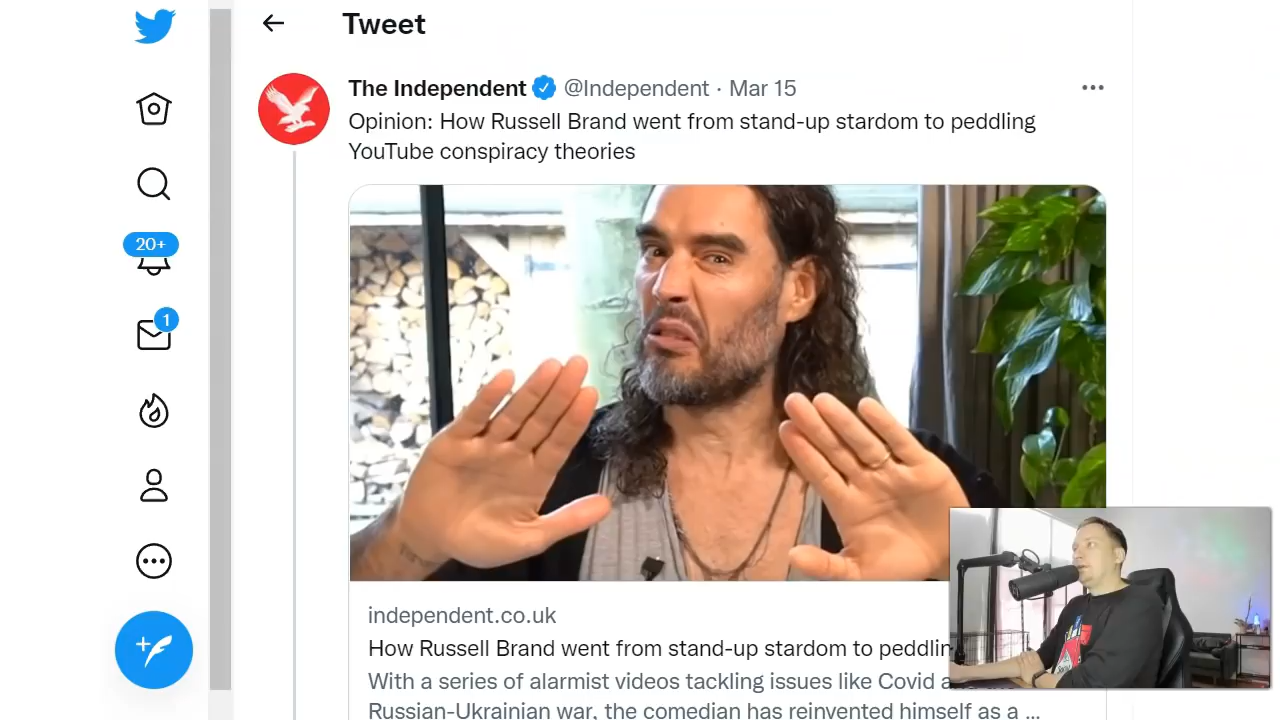 Tweet
The Independent @Independent · Mar 15
Opinion: How Russell Brand went from stand-up stardom to peddling
YouTube conspiracy theories
20+
1
independent.co.uk
How Russell Brand went from stand-up stardom to peddlin
With a series of alarmist videos tackling issues like Covid
Russian-Ukrainian war, the comedian has reinvented himself as a ...